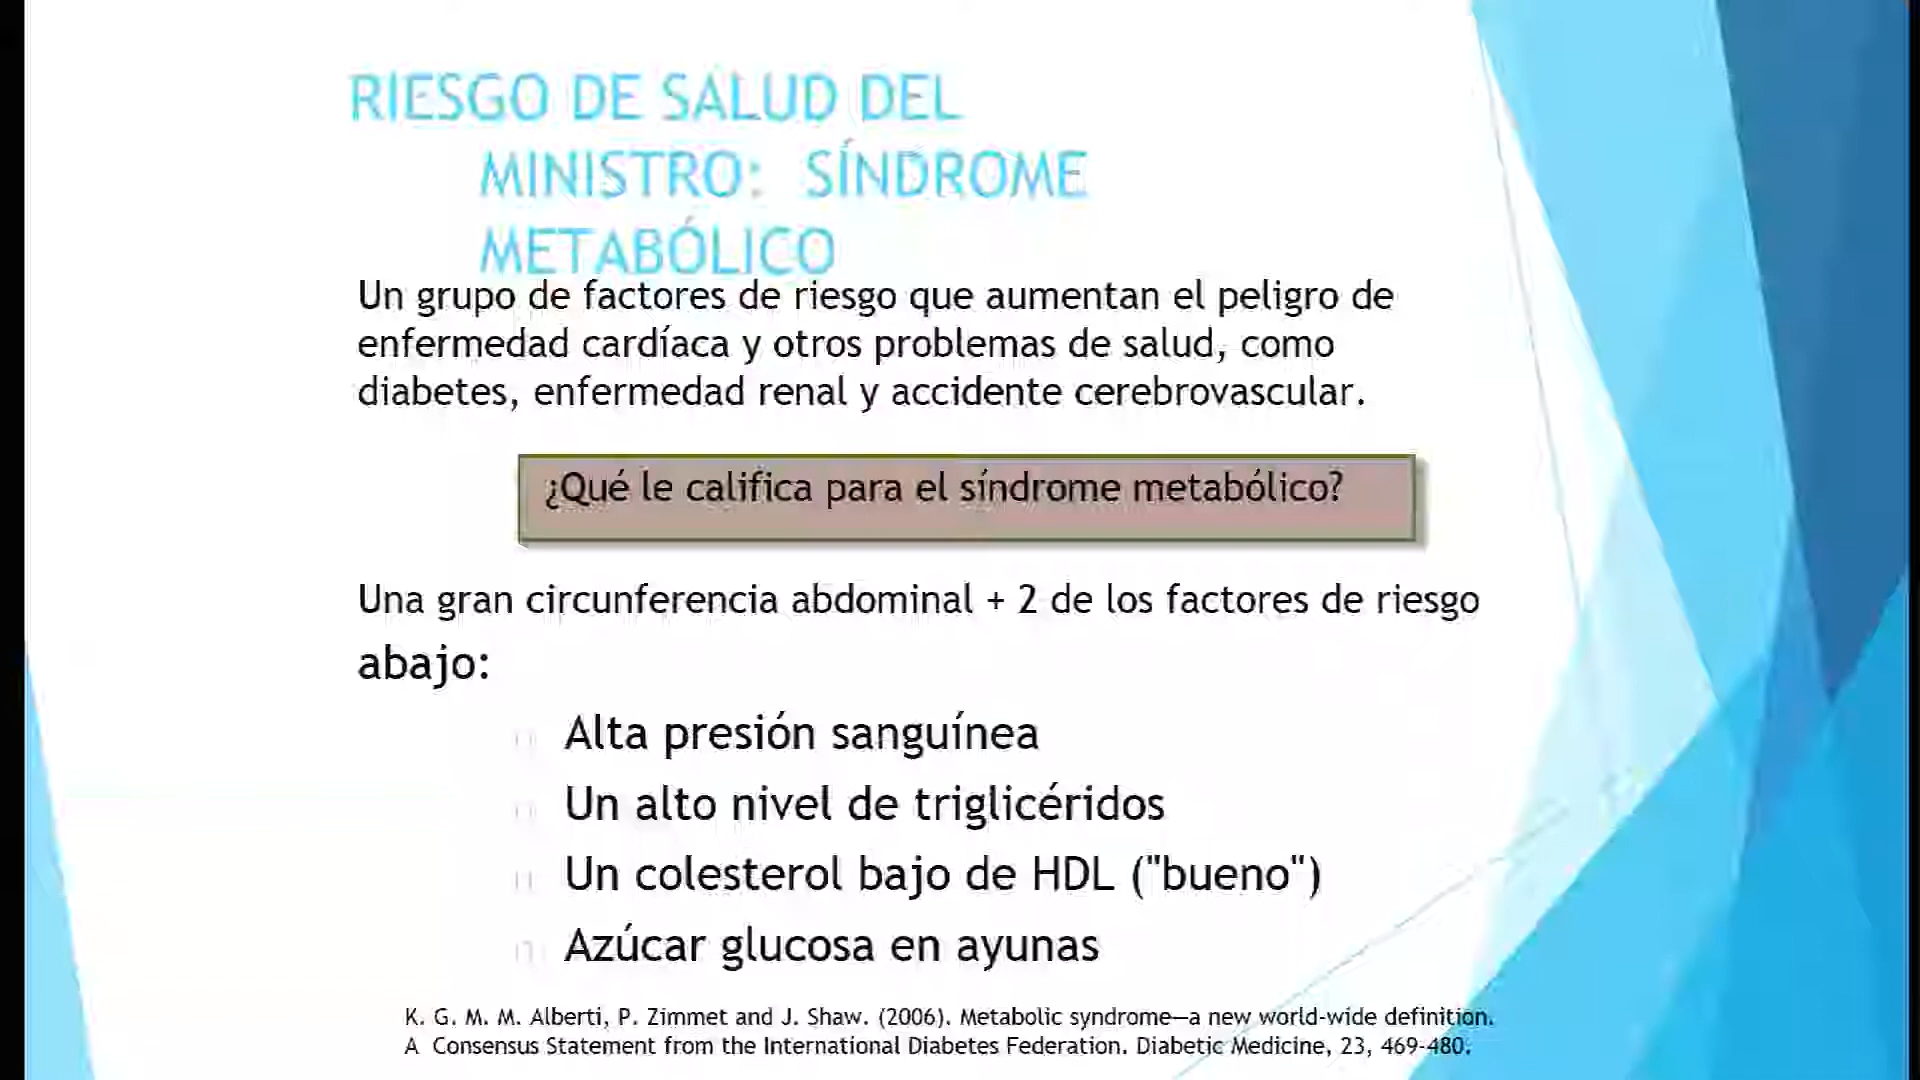 RIESGO DE SALUD DEL
MINISTRO: SÍNDROME
METABÓLICO
Un grupo de factores de riesgo que aumentan el peligro de
enfermedad cardíaca y otros problemas de salud, como
diabetes, enfermedad renal y accidente cerebrovascular.
¿Qué le califica para el síndrome metabólico?
Una gran circunferencia abdominal + 2 de los factores de riesgo
abajo:
Alta presión sanguínea
Un alto nivel de triglicéridos
Un colesterol bajo de HDL ("bueno")
Azúcar glucosa en ayunas
K. G. M. M. Alberti, P. Zimmet and J. Shaw. (2006). Metabolic syndrome—a new world-wide definition.
A Consensus Statement from the International Diabetes Federation. Diabetic Medicine, 23, 469-480.